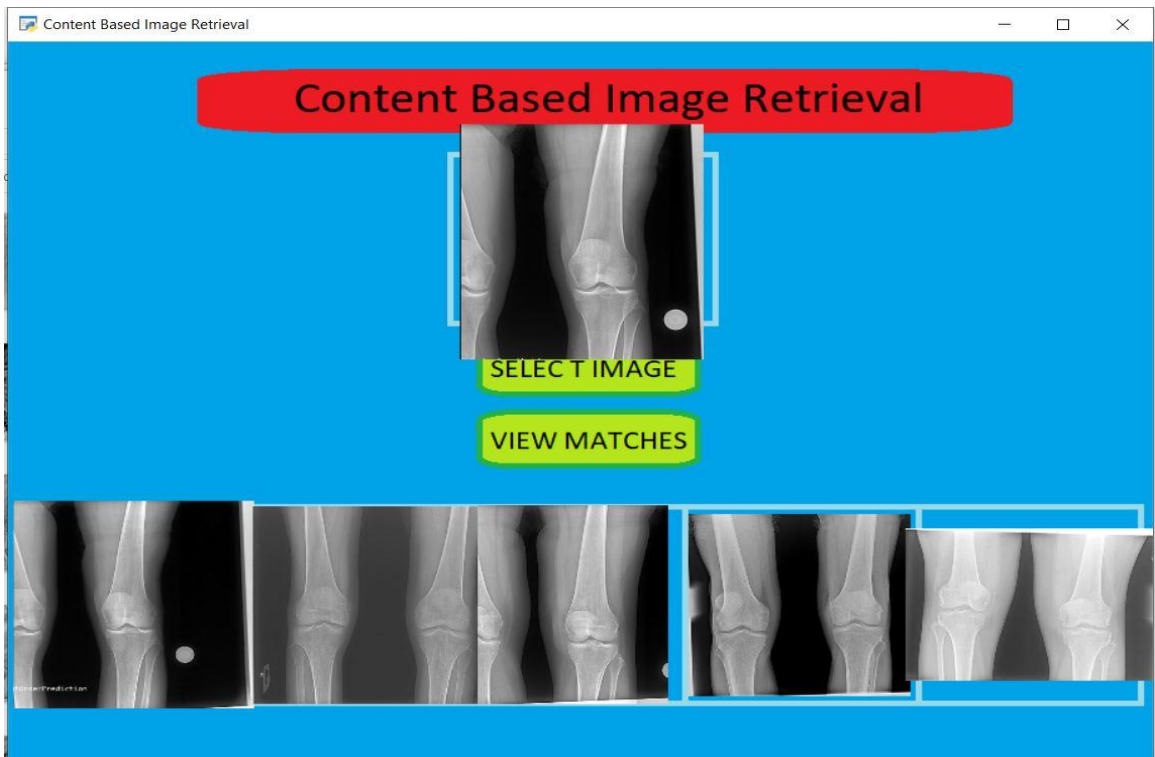 Content Based Image Retrieval
Content Based Image Retrieval
SELEC T IMAGE
VIEW MATCHES